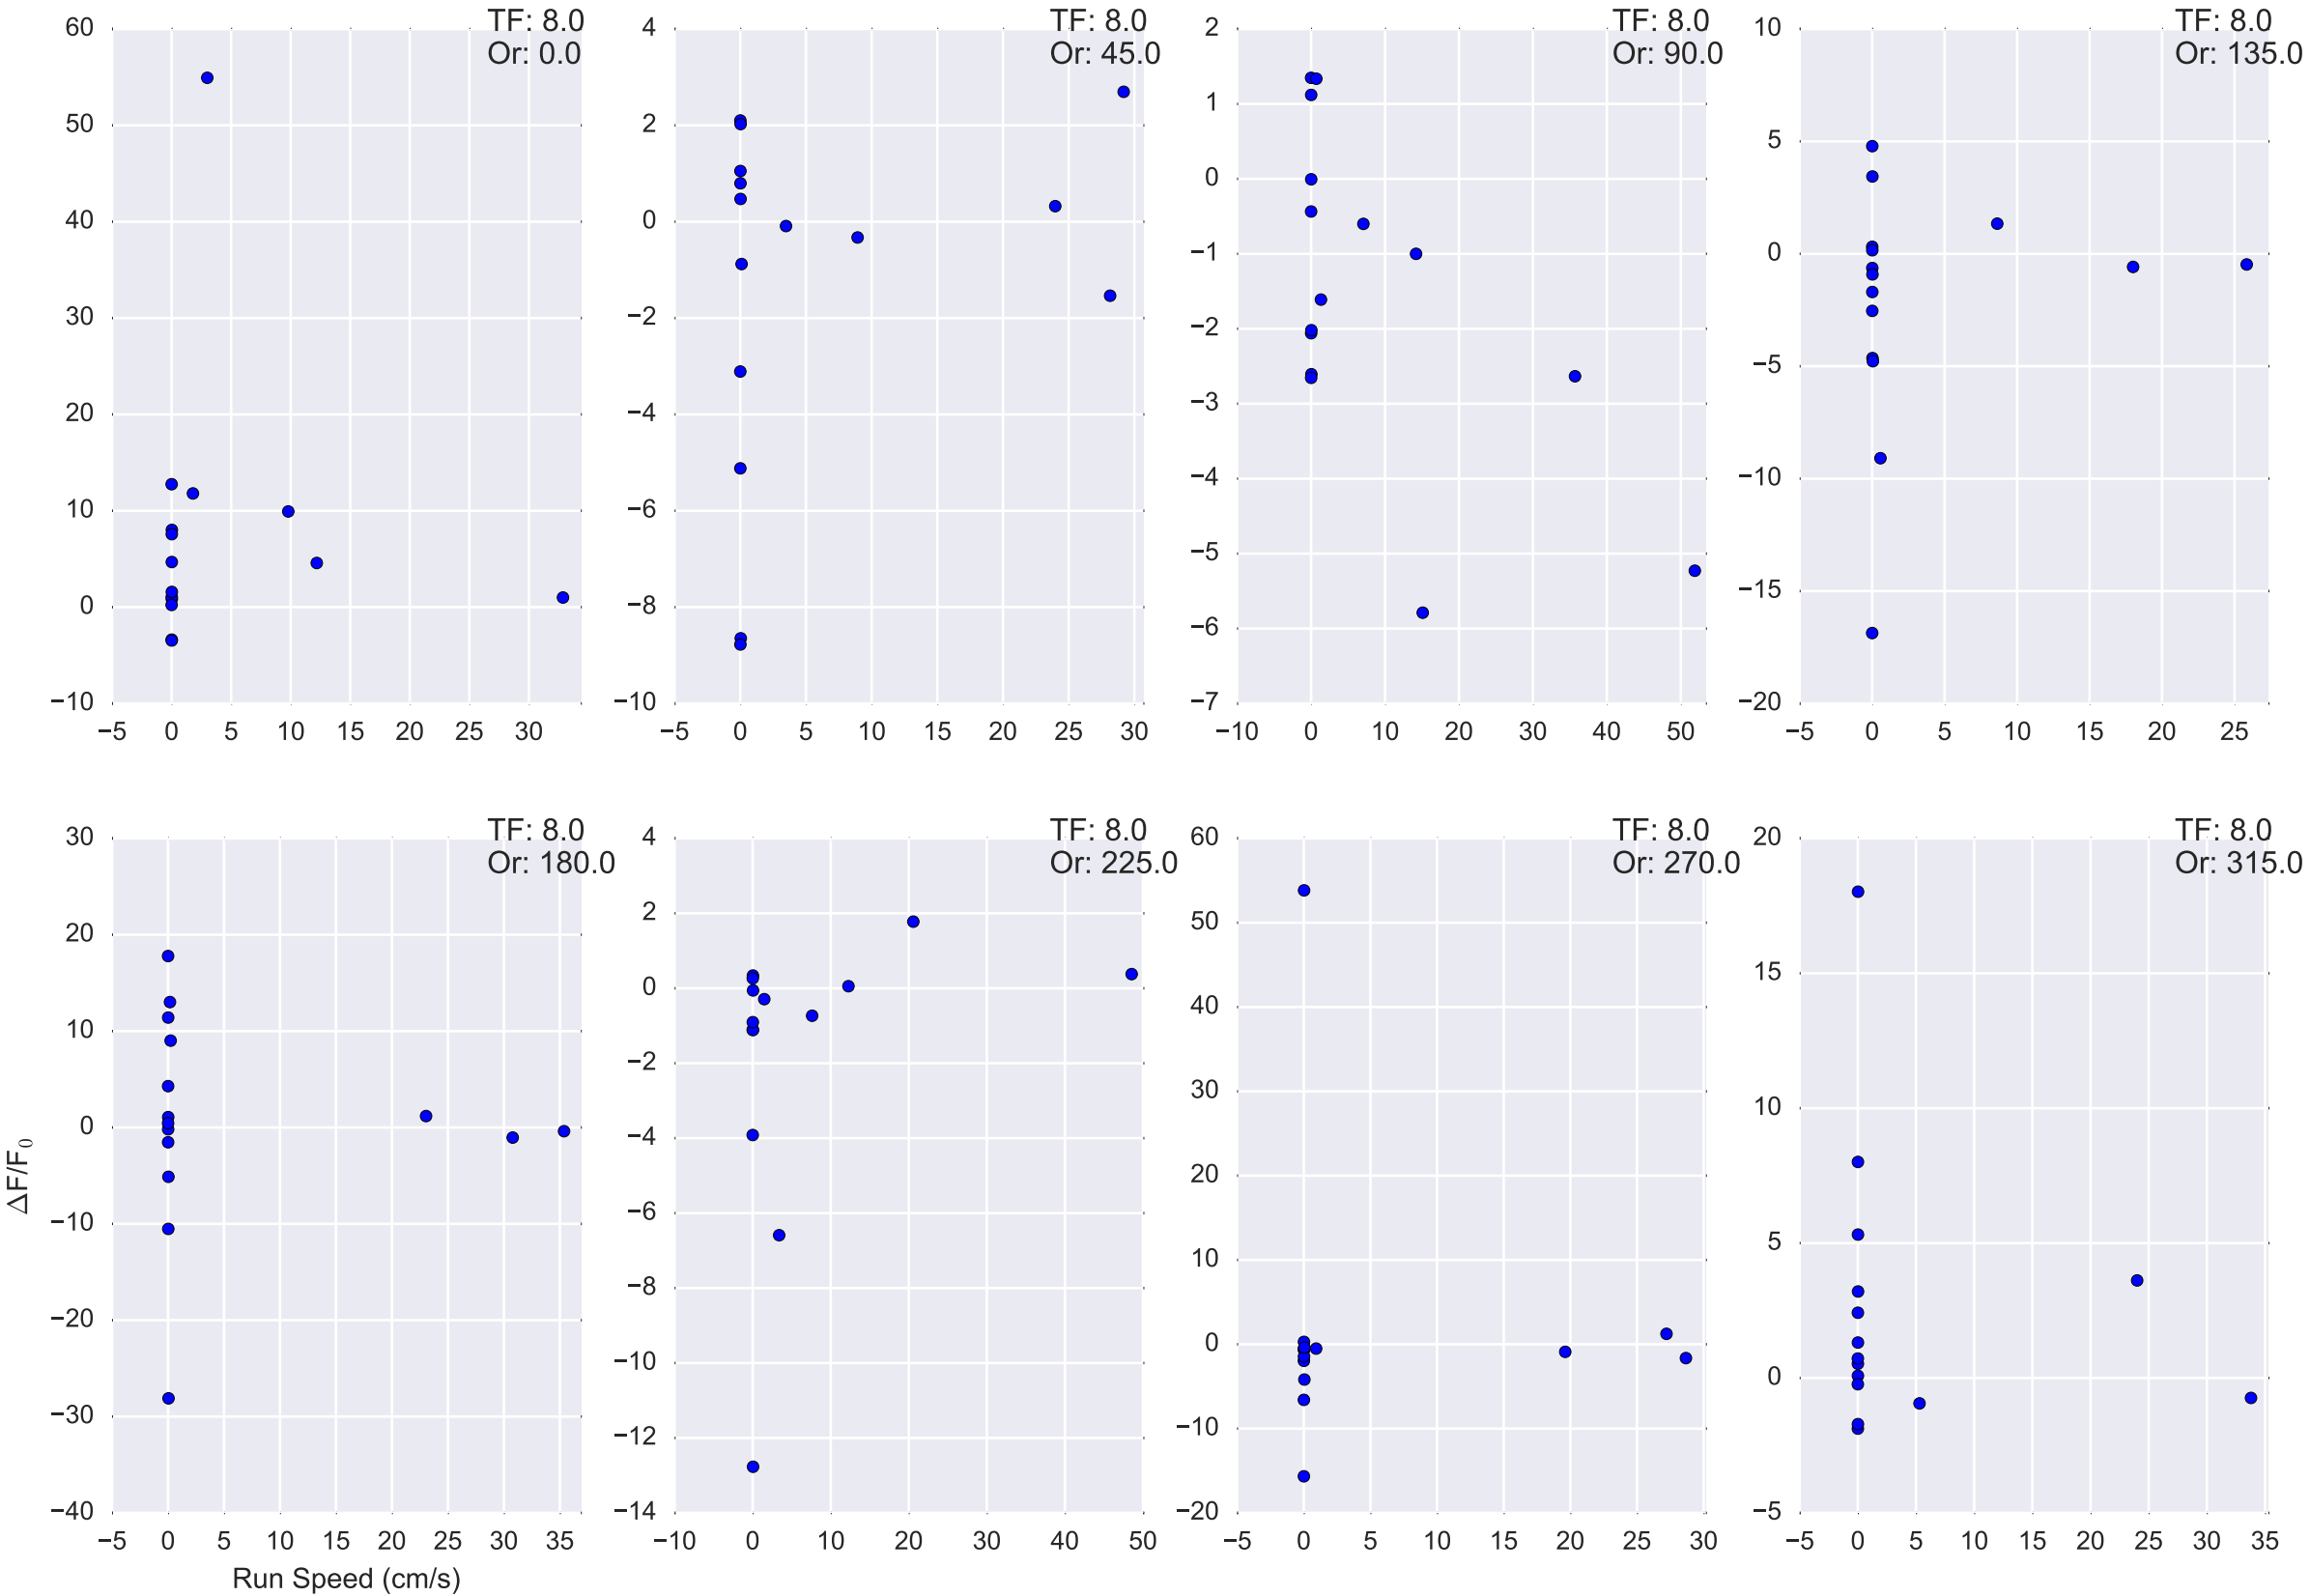 TF: 8.0
Or: 0.0
60
50
40
30
20
10
0
−10
−5 0 5 10 15 20 25 30
TF: 8.0
Or: 45.0
4
2
0
−2
−4
−6
−8
−10
−5 0 5 10 15 20 25 30
TF: 8.0
Or: 90.0
2
1
0
−1
−2
−3
−4
−5
−6
−7
−10 0 10 20 30 40 50
TF: 8.0
Or: 135.0
10
5
0
−5
−10
−15
−20
−5 0 5 10 15 20 25
TF: 8.0
Or: 180.0
30
20
10
0
−10
−20
−30
−40
ΔF/F₀
−5 0 5 10 15 20 25 30 35
Run Speed (cm/s)
TF: 8.0
Or: 225.0
4
2
0
−2
−4
−6
−8
−10
−12
−14
−10 0 10 20 30 40 50
TF: 8.0
Or: 270.0
60
50
40
30
20
10
0
−10
−20
−5 0 5 10 15 20 25 30
TF: 8.0
Or: 315.0
20
15
10
5
0
−5
−5 0 5 10 15 20 25 30 35